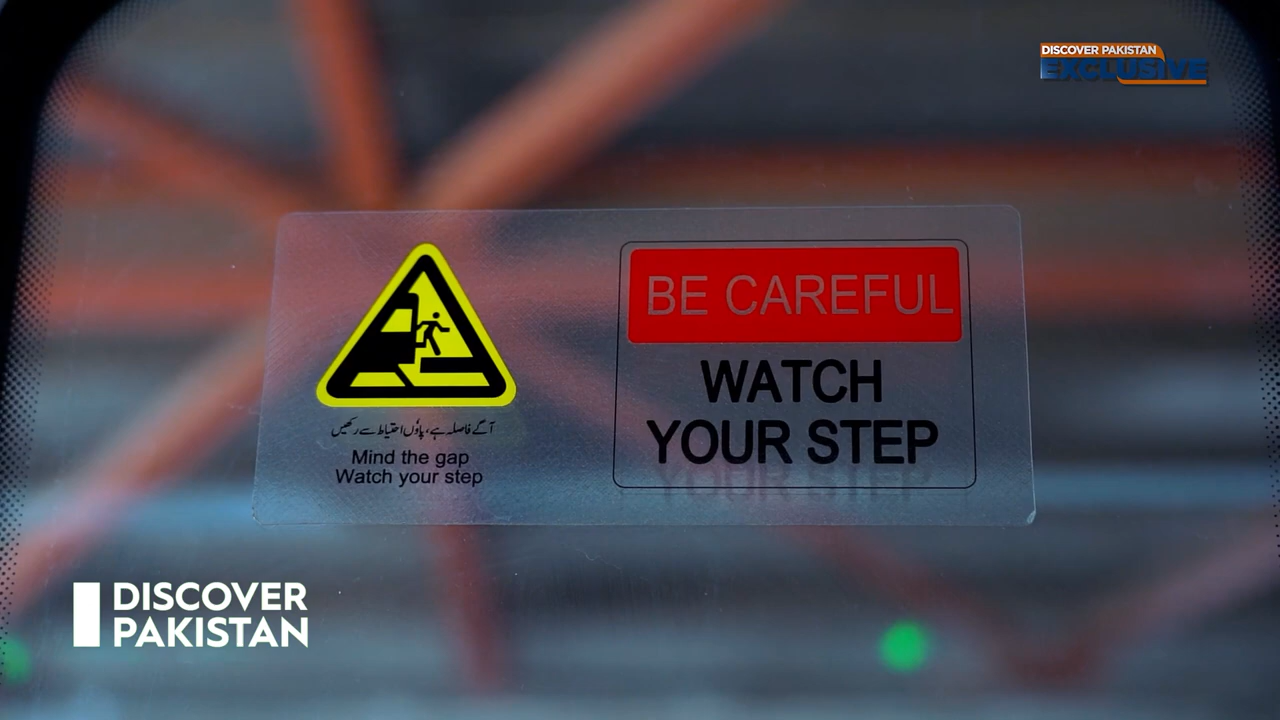 DISCOVER PAKISTAN
EXCLUSIVE
آگے فاصلہ ہے، پاؤں احتیاط سے رکھیں
Mind the gap
Watch your step
BE CAREFUL
WATCH
YOUR STEP
DISCOVER
PAKISTAN